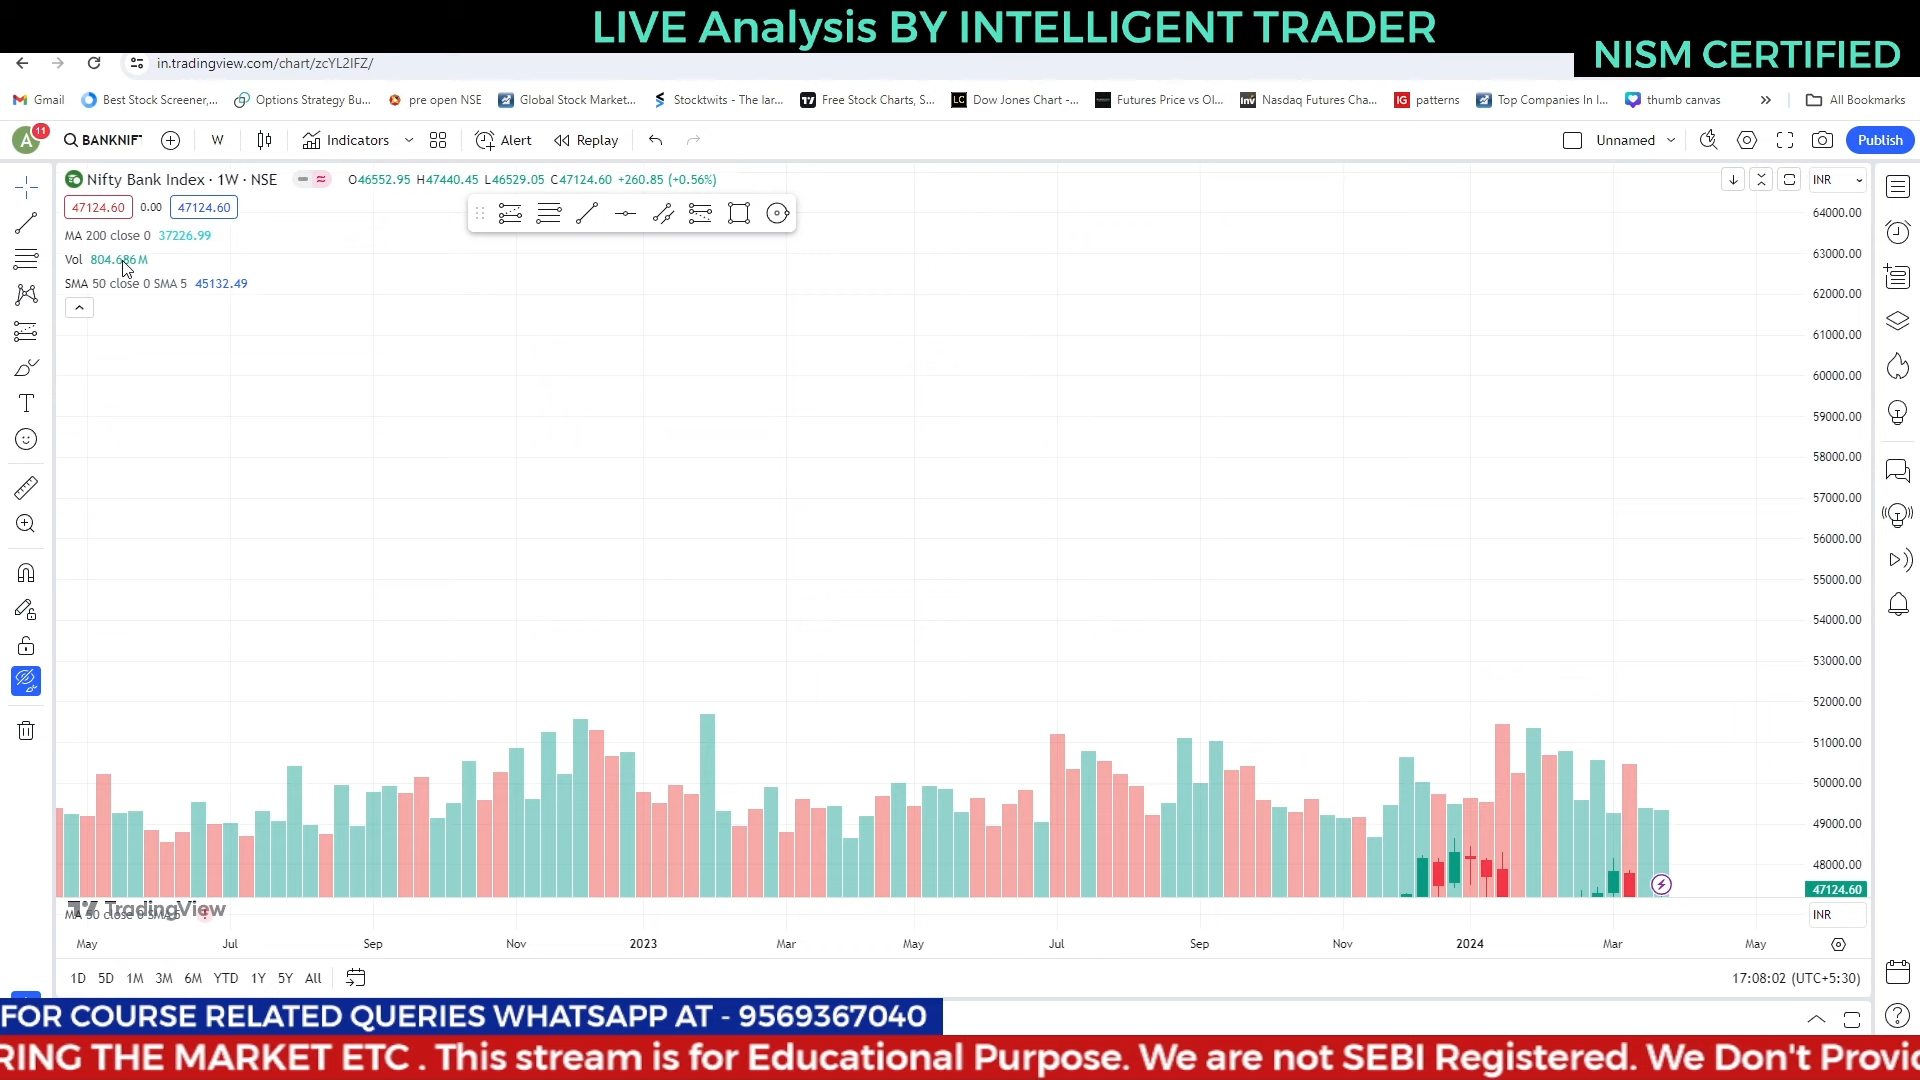 LIVE Analysis BY INTELLIGENT TRADER
NISM CERTIFIED
in.tradingview.com/chart/zcYL2IFZ/
Gmail
Best Stock Screener,...
Options Strategy Bu...
pre open NSE
Global Stock Market...
Stocktwits - The lar...
Free Stock Charts, S...
Dow Jones Chart -...
Futures Price vs Ol...
Nasdaq Futures Cha...
patterns
Top Companies In I...
thumb canvas
All Bookmarks
A 11
BANKNIF
W
Indicators
Alert
Replay
Unnamed
Publish
Nifty Bank Index · 1W · NSE
O46552.95 H47440.45 L46529.05 C47124.60 +260.85 (+0.56%)
INR
47124.60 0.00 47124.60
MA 200 close 0 37226.99
Vol 804.686M
SMA 50 close 0 SMA 5 45132.49
64000.00
63000.00
62000.00
61000.00
60000.00
59000.00
58000.00
57000.00
56000.00
55000.00
54000.00
53000.00
52000.00
51000.00
50000.00
49000.00
48000.00
47124.60
TradingView
MA 50 close 0 SMA 5
INR
May Jul Sep Nov 2023 Mar May Jul Sep Nov 2024 Mar May
1D 5D 1M 3M 6M YTD 1Y 5Y All
17:08:02 (UTC+5:30)
FOR COURSE RELATED QUERIES WHATSAPP AT - 9569367040
RING THE MARKET ETC . This stream is for Educational Purpose. We are not SEBI Registered. We Don't Provi